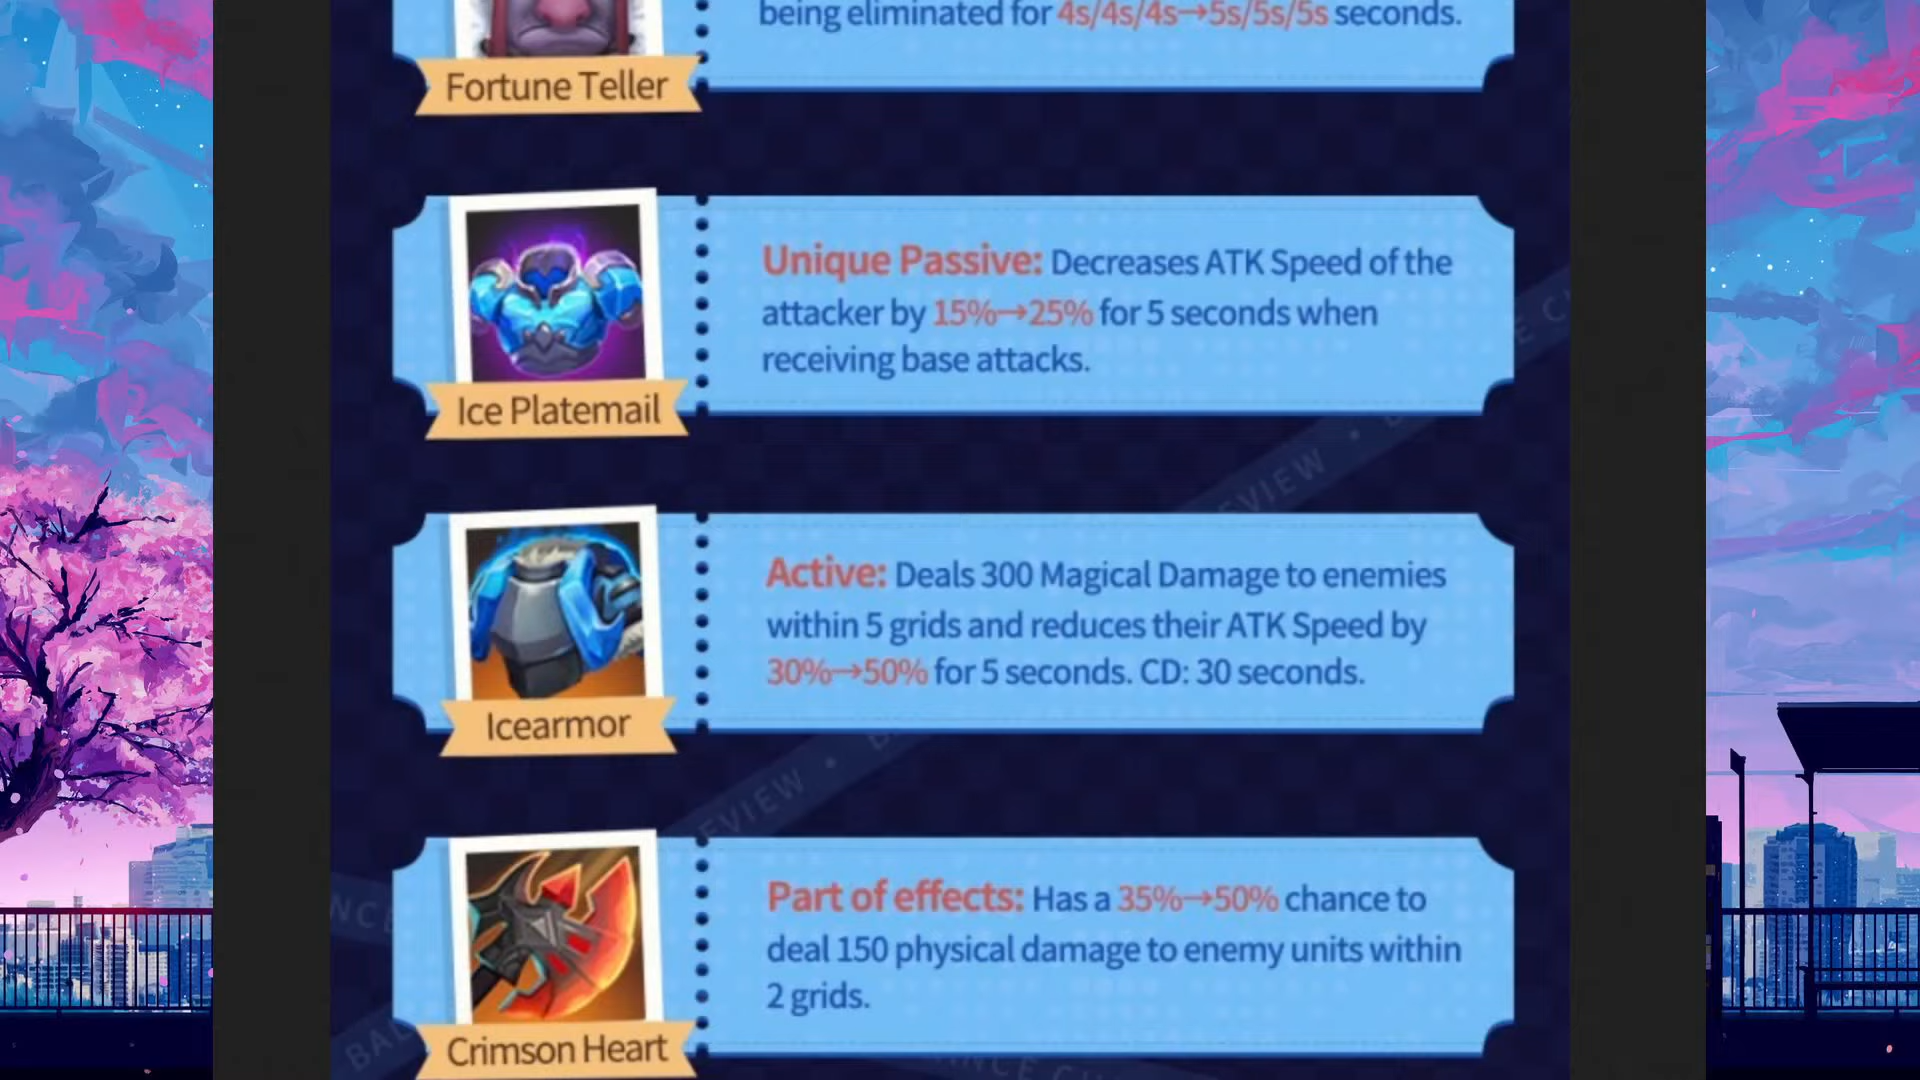 being eliminated for 4s/4s/4s→5s/5s/5s seconds.
Fortune Teller
Unique Passive: Decreases ATK Speed of the
attacker by 15%→25% for 5 seconds when
receiving base attacks.
Ice Platemail
Active: Deals 300 Magical Damage to enemies
within 5 grids and reduces their ATK Speed by
30%→50% for 5 seconds. CD: 30 seconds.
Icearmor
Part of effects: Has a 35%→50% chance to
deal 150 physical damage to enemy units within
2 grids.
Crimson Heart